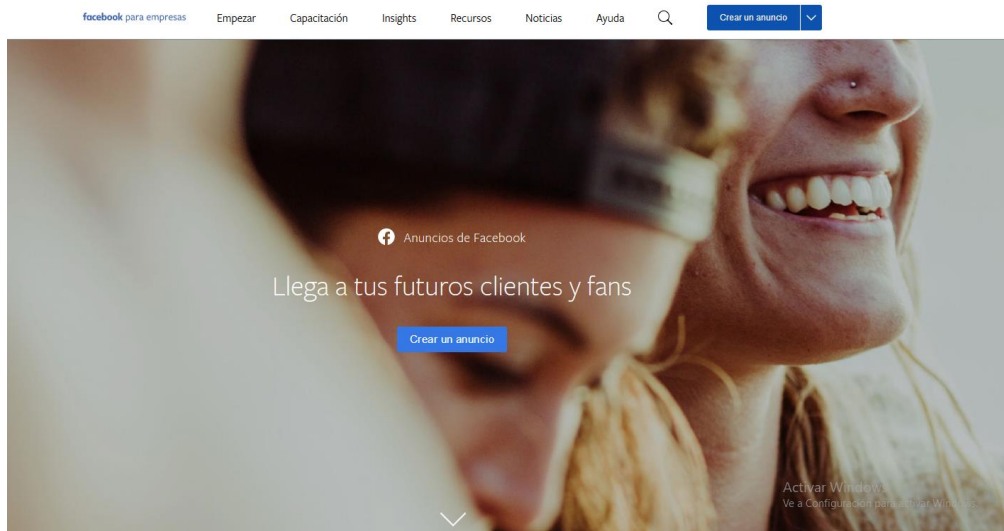 facebook para empresas Empezar Capacitación Insights Recursos Noticias Ayuda Crear un anuncio
Anuncios de Facebook
Llega a tus futuros clientes y fans
Crear un anuncio
Activar Windows
Ve a Configuración para activar Windows.